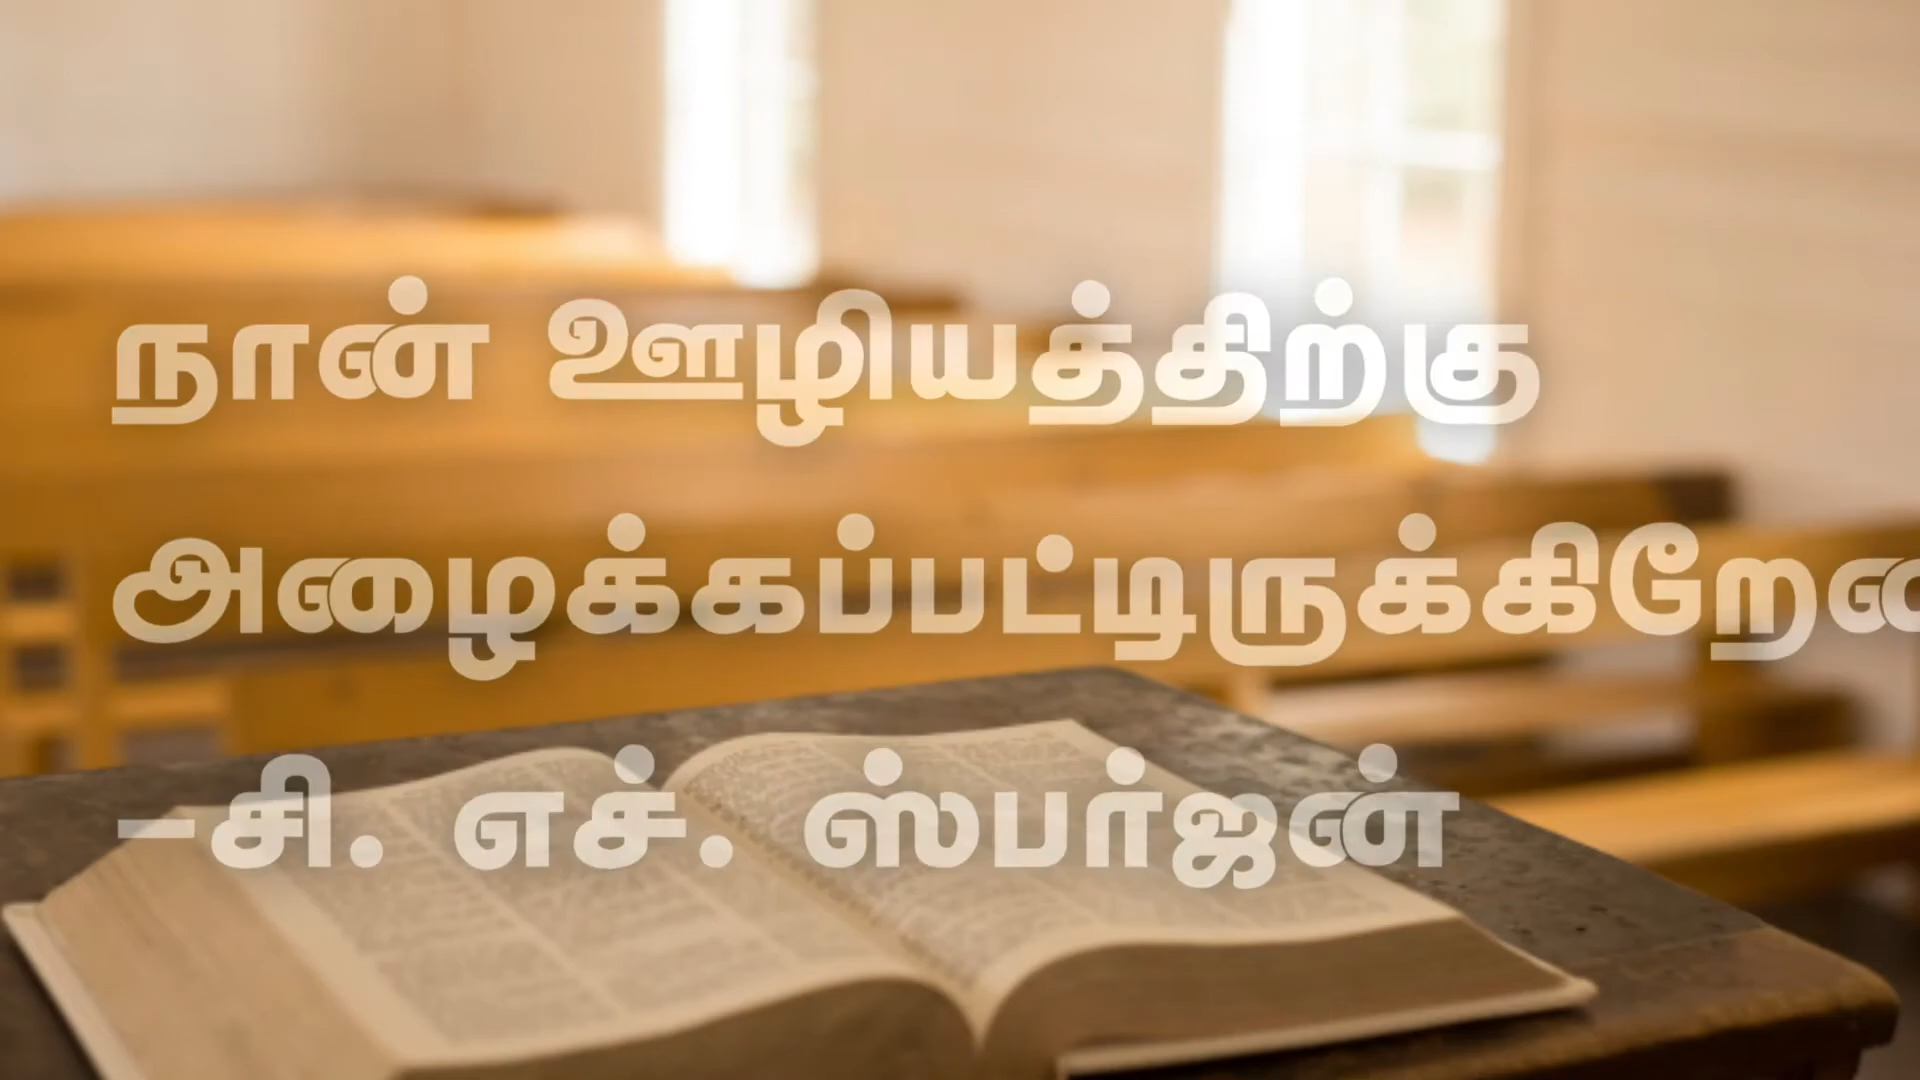 நான் ஊழியத்திற்கு
அழைக்கப்பட்டிருக்கிறேன
–சி. எச். ஸ்பர்ஜன்